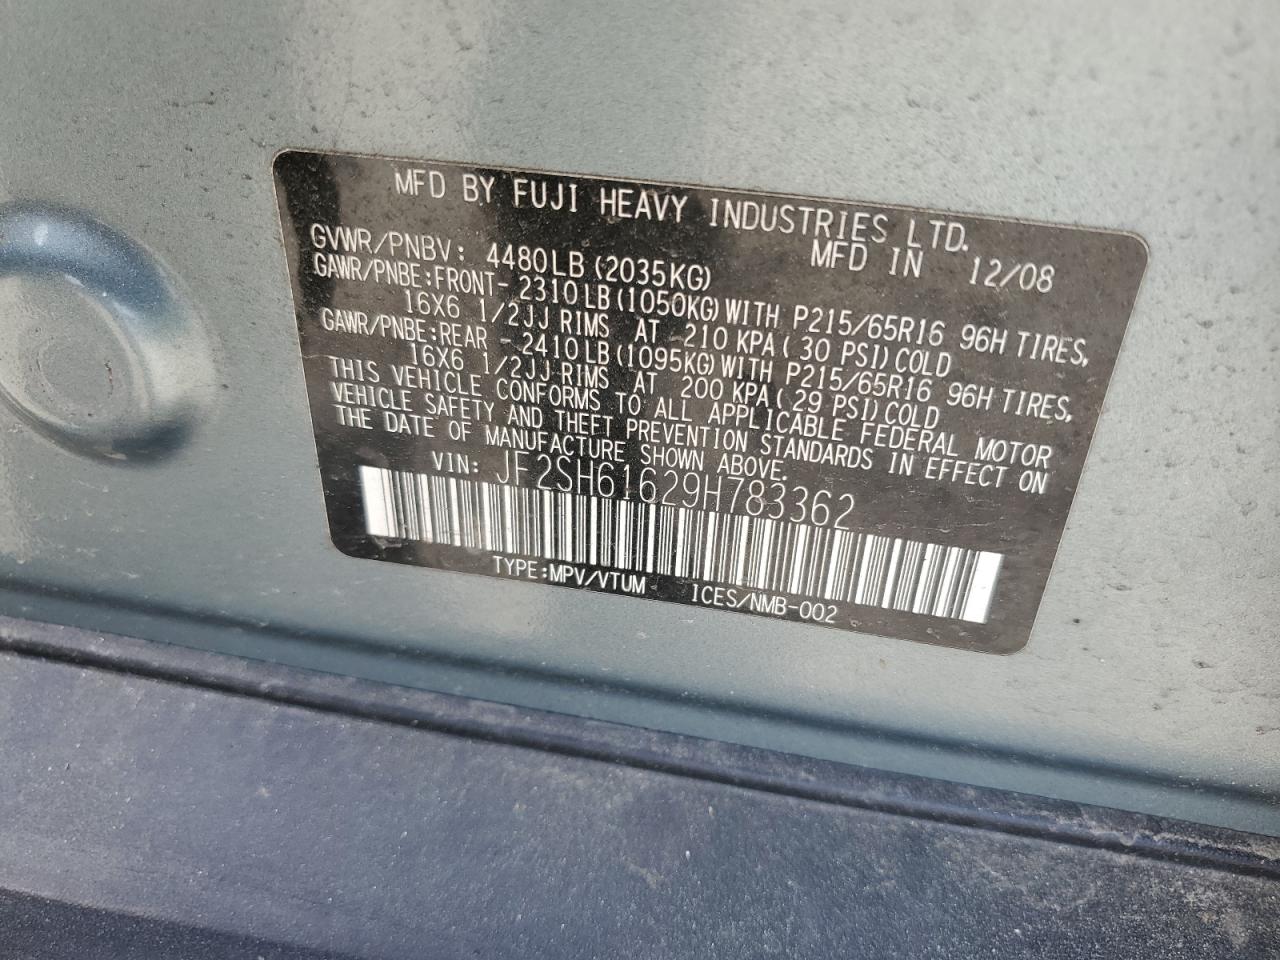 MFD BY FUJI HEAVY INDUSTRIES LTD.
MFD IN 12/08
GVWR/PNBV: 4480LB (2035KG)
GAWR/PNBE:FRONT- 2310LB(1050KG)WITH P215/65R16 96H TIRES,
16X6 1/2JJ RIMS AT 210 KPA( 30 PSI)COLD
GAWR/PNBE:REAR -2410LB(1095KG)WITH P215/65R16 96H TIRES,
16X6 1/2JJ RIMS AT 200 KPA( 29 PSI)COLD
THIS VEHICLE CONFORMS TO ALL APPLICABLE FEDERAL MOTOR
VEHICLE SAFETY AND THEFT PREVENTION STANDARDS IN EFFECT ON
THE DATE OF MANUFACTURE SHOWN ABOVE.
VIN: JF2SH61629H783362
TYPE:MPV/VTUM ICES/NMB-002